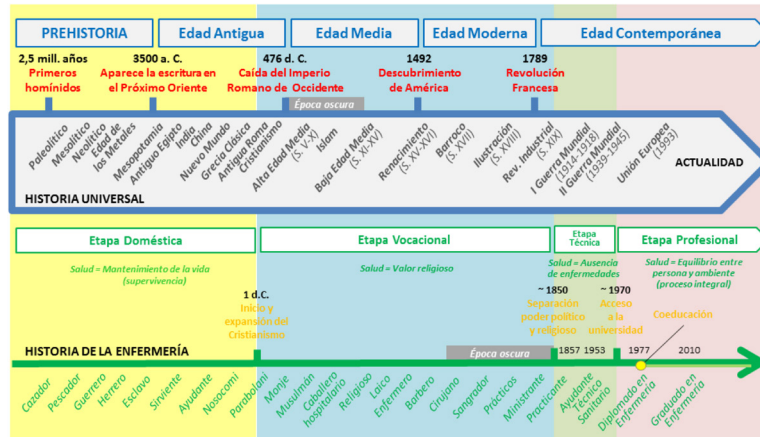 PREHISTORIA
Edad Antigua
Edad Media
Edad Moderna
Edad Contemporánea
2,5 mill. años
Primeros
homínidos
3500 a. C.
Aparece la escritura en
el Próximo Oriente
476 d. C.
Caída del Imperio
Romano de Occidente
1492
Descubrimiento
de América
1789
Revolución
Francesa
Época oscura
Paleolítico
Mesolítico
Neolítico
Edad de
los Metales
Mesopotamia
Antiguo Egipto
India
China
Nuevo Mundo
Grecia Clásica
Antigua Roma
Cristianismo
Alta Edad Media
(S. V-X)
Islam
Baja Edad Media
(S. XI-XV)
Renacimiento
(S. XV-XVI)
Barroco
(S. XVII)
Ilustración
(S. XVIII)
Rev. Industrial
(S. XIX)
I Guerra Mundial
(1914-1918)
II Guerra Mundial
(1939-1945)
Unión Europea
(1993)
ACTUALIDAD
HISTORIA UNIVERSAL
Etapa Doméstica
Etapa Vocacional
Etapa
Técnica
Etapa Profesional
Salud = Mantenimiento de la vida
(supervivencia)
Salud = Valor religioso
Salud = Ausencia
de enfermedades
Salud = Equilibrio entre
persona y ambiente
(proceso integral)
1 d.C.
Inicio y
expansión del
Cristianismo
~ 1850
Separación
poder político
y religioso
~ 1970
Acceso
a la
universidad
Coeducación
HISTORIA DE LA ENFERMERÍA
Época oscura
1857
1953
1977
2010
Cazador
Pescador
Guerrero
Herrero
Esclavo
Sirviente
Ayudante
Nosocomi
Parabolani
Monje
Musulmán
Caballero
hospitalario
Religioso
Laico
Enfermero
Barbero
Cirujano
Sangrador
Prácticos
Ministrante
Practicante
Ayudante
Técnico
Sanitario
Diplomado en
Enfermería
Graduado en
Enfermería